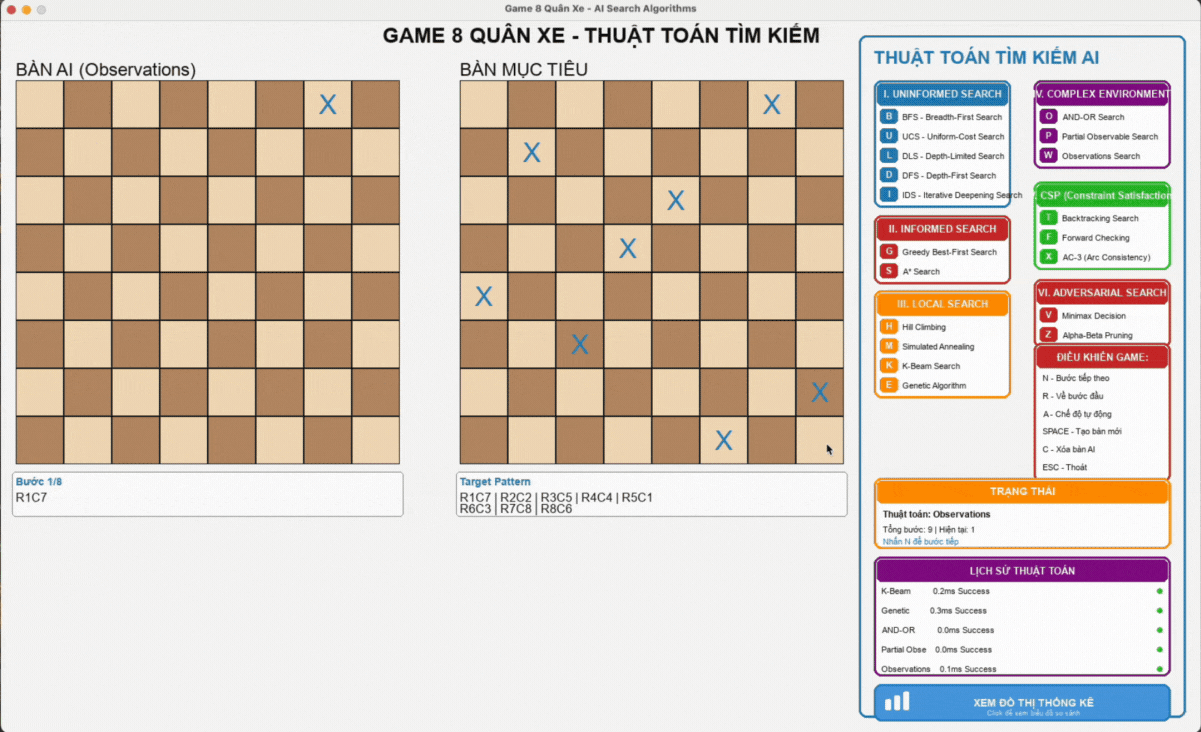 Game 8 Quân Xe - AI Search Algorithms
GAME 8 QUÂN XE - THUẬT TOÁN TÌM KIẾM
BÀN AI (Observations)
X
Bước 1/8
R1C7
BÀN MỤC TIÊU
X
X
X
X
X
X
X
X
Target Pattern
R1C7 | R2C2 | R3C5 | R4C4 | R5C1
R6C3 | R7C8 | R8C6
THUẬT TOÁN TÌM KIẾM AI
I. UNINFORMED SEARCH
B BFS - Breadth-First Search
U UCS - Uniform-Cost Search
L DLS - Depth-Limited Search
D DFS - Depth-First Search
I IDS - Iterative Deepening Search
II. INFORMED SEARCH
G Greedy Best-First Search
S A* Search
III. LOCAL SEARCH
H Hill Climbing
M Simulated Annealing
K K-Beam Search
E Genetic Algorithm
V. COMPLEX ENVIRONMENT
O AND-OR Search
P Partial Observable Search
W Observations Search
CSP (Constraint Satisfaction
T Backtracking Search
F Forward Checking
X AC-3 (Arc Consistency)
VI. ADVERSARIAL SEARCH
V Minimax Decision
Z Alpha-Beta Pruning
ĐIỀU KHIỂN GAME:
N - Bước tiếp theo
R - Về bước đầu
A - Chế độ tự động
SPACE - Tạo bàn mới
C - Xóa bàn AI
ESC - Thoát
TRẠNG THÁI
Thuật toán: Observations
Tổng bước: 9 | Hiện tại: 1
Nhấn N để bước tiếp
LỊCH SỬ THUẬT TOÁN
K-Beam 0.2ms Success
Genetic 0.3ms Success
AND-OR 0.0ms Success
Partial Obse 0.0ms Success
Observations 0.1ms Success
XEM ĐỒ THỊ THỐNG KÊ
Click để xem biểu đồ so sánh